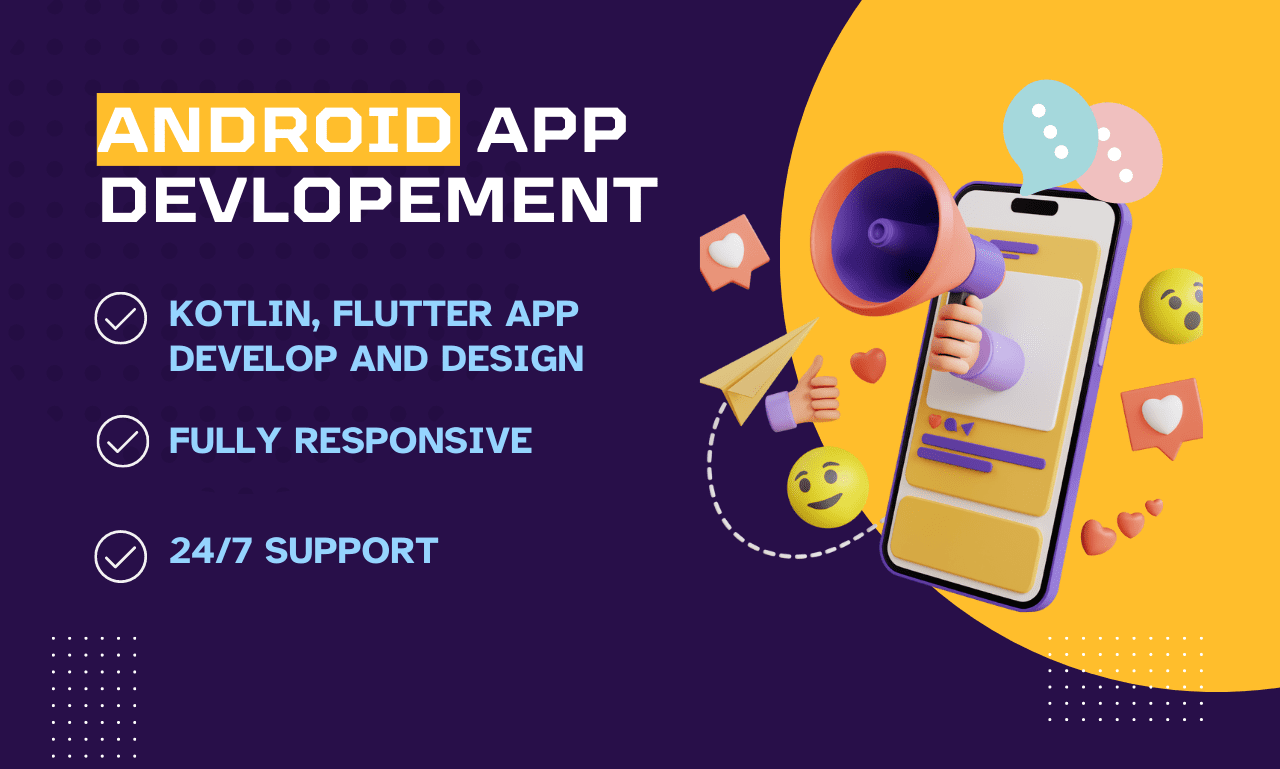 ANDROID APP
DEVLOPEMENT
KOTLIN, FLUTTER APP
DEVELOP AND DESIGN
FULLY RESPONSIVE
24/7 SUPPORT